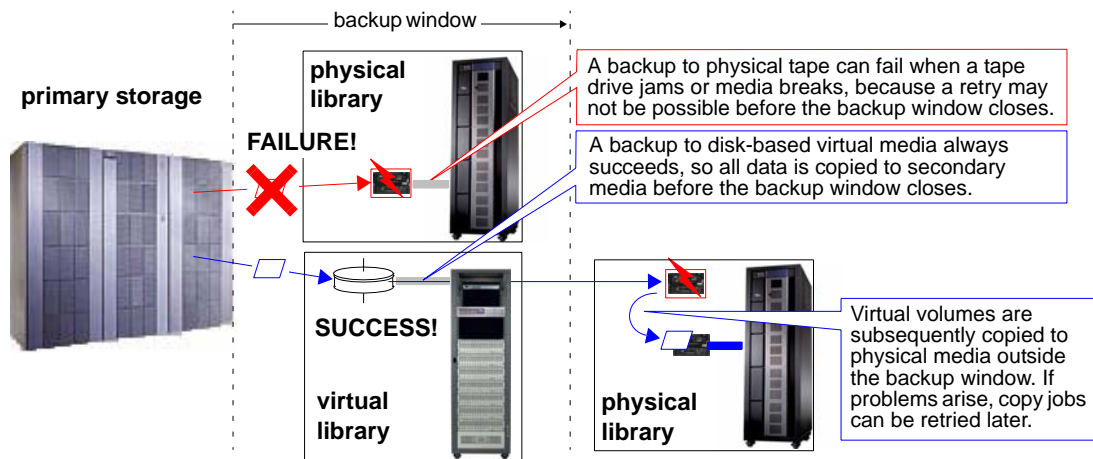 backup window
primary storage
physical
library
FAILURE!
A backup to physical tape can fail when a tape
drive jams or media breaks, because a retry may
not be possible before the backup window closes.
A backup to disk-based virtual media always
succeeds, so all data is copied to secondary
media before the backup window closes.
SUCCESS!
virtual
library
physical
library
Virtual volumes are
subsequently copied to
physical media outside
the backup window. If
problems arise, copy jobs
can be retried later.